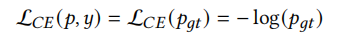 ℒ_{CE}(p, y) = ℒ_{CE}(p_{gt}) = −log(p_{gt})